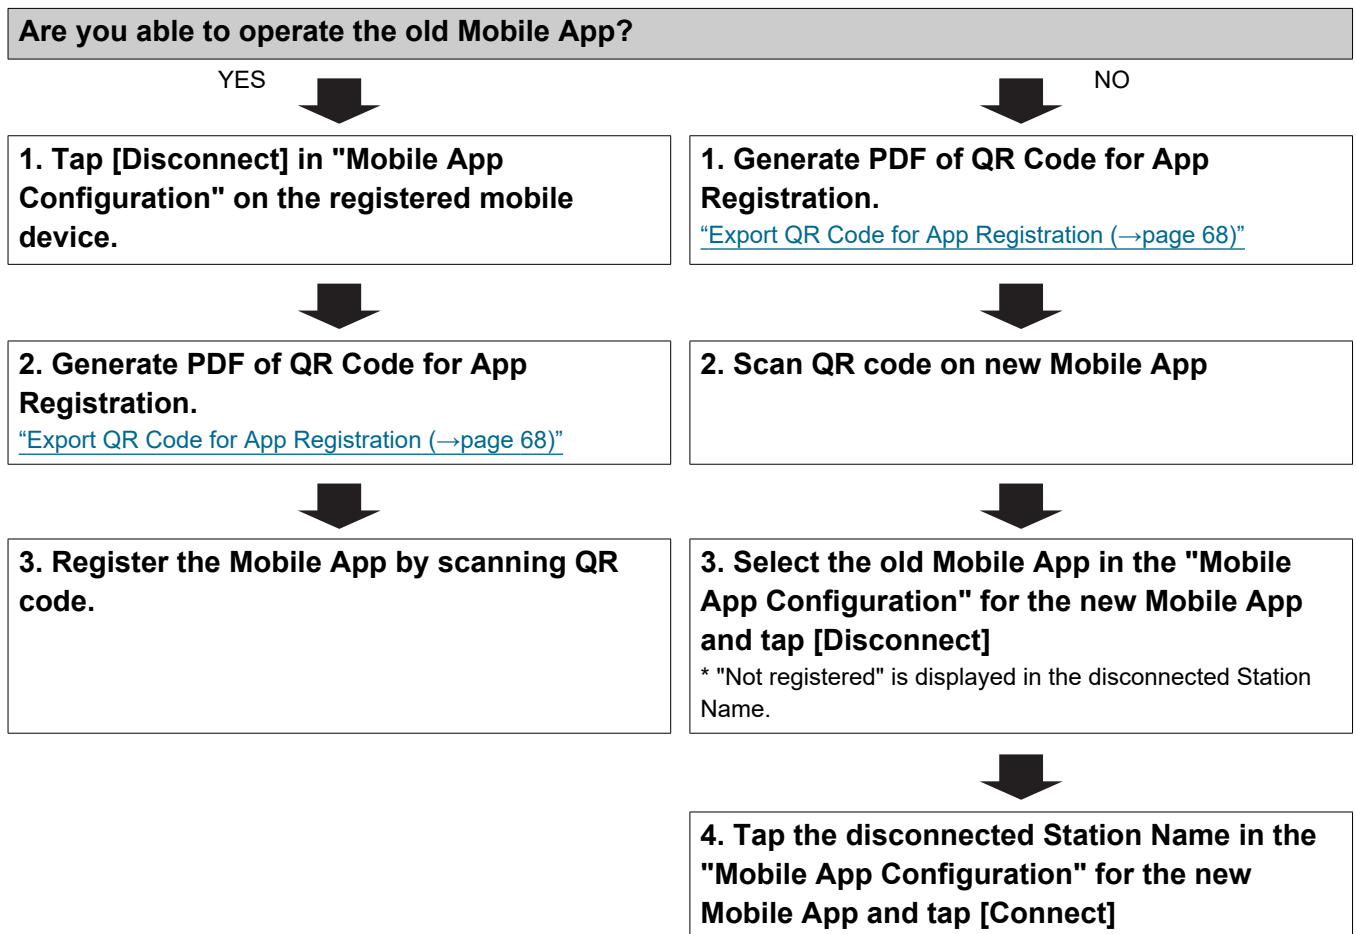 Are you able to operate the old Mobile App?
YES
NO
1. Tap [Disconnect] in "Mobile App
Configuration" on the registered mobile
device.
1. Generate PDF of QR Code for App
Registration.
“Export QR Code for App Registration (→page 68)”
2. Generate PDF of QR Code for App
Registration.
“Export QR Code for App Registration (→page 68)”
2. Scan QR code on new Mobile App
3. Register the Mobile App by scanning QR
code.
3. Select the old Mobile App in the "Mobile
App Configuration" for the new Mobile App
and tap [Disconnect]
* "Not registered" is displayed in the disconnected Station
Name.
4. Tap the disconnected Station Name in the
"Mobile App Configuration" for the new
Mobile App and tap [Connect]